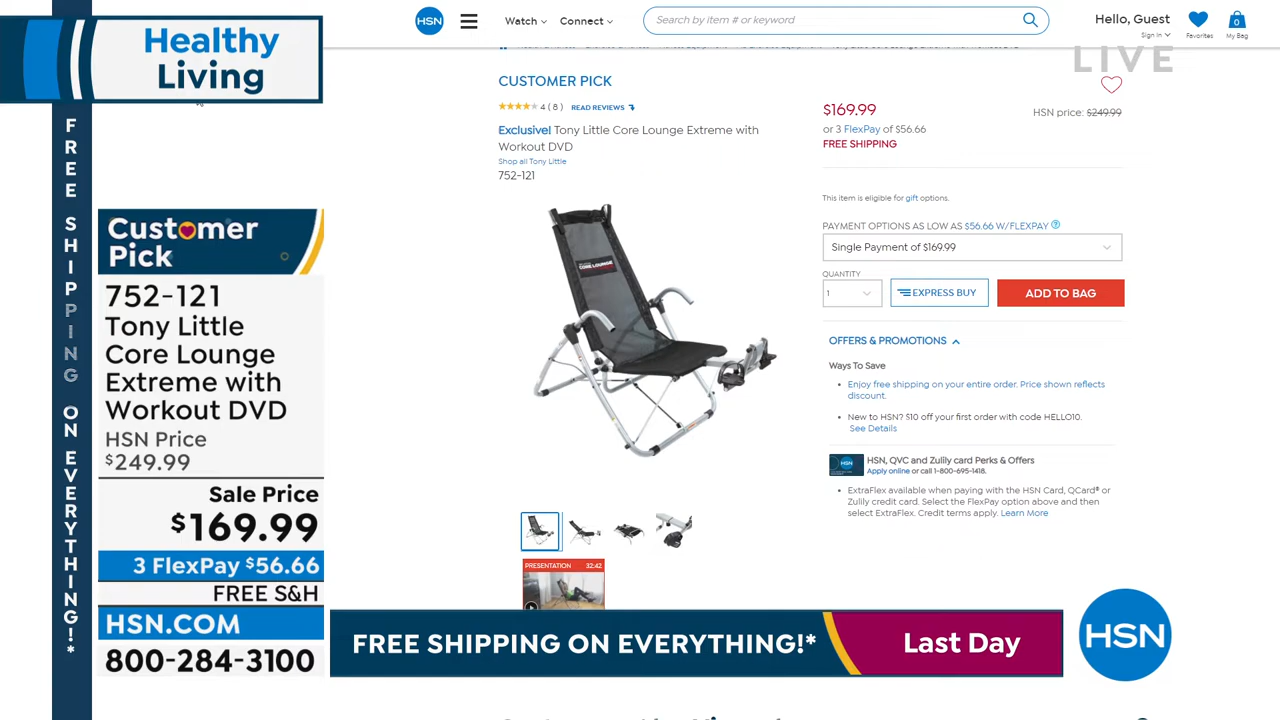 Healthy
Living
FREE SHIPPING ON EVERYTHING!*
Customer
Pick
752-121
Tony Little
Core Lounge
Extreme with
Workout DVD
HSN Price
$249.99
Sale Price
$169.99
3 FlexPay $56.66
FREE S&H
HSN.COM
800-284-3100
HSN
Watch
Connect
Search by item # or keyword
Hello, Guest
Sign in
Favorites
0
My Bag
LIVE
CUSTOMER PICK
4 ( 8 ) READ REVIEWS
Exclusive! Tony Little Core Lounge Extreme with
Workout DVD
Shop all Tony Little
752-121
CORE LOUNGE
PRESENTATION 32:42
$169.99
HSN price: $249.99
or 3 FlexPay of $56.66
FREE SHIPPING
This item is eligible for gift options.
PAYMENT OPTIONS AS LOW AS $56.66 W/FLEXPAY ?
Single Payment of $169.99
QUANTITY
1
EXPRESS BUY
ADD TO BAG
OFFERS & PROMOTIONS
Ways To Save
• Enjoy free shipping on your entire order. Price shown reflects
discount.
• New to HSN? $10 off your first order with code HELLO10.
See Details
HSN
HSN, QVC and Zulily card Perks & Offers
Apply online or call 1-800-695-1418.
• ExtraFlex available when paying with the HSN Card, QCard® or
Zulily credit card. Select the FlexPay option above and then
select ExtraFlex. Credit terms apply. Learn More
FREE SHIPPING ON EVERYTHING!*
Last Day
HSN